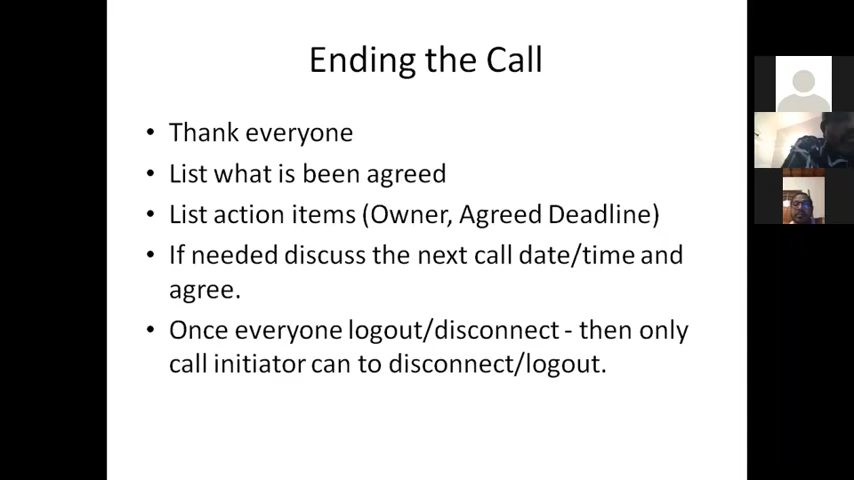 Ending the Call
• Thank everyone
• List what is been agreed
• List action items (Owner, Agreed Deadline)
• If needed discuss the next call date/time and
agree.
• Once everyone logout/disconnect - then only
call initiator can to disconnect/logout.